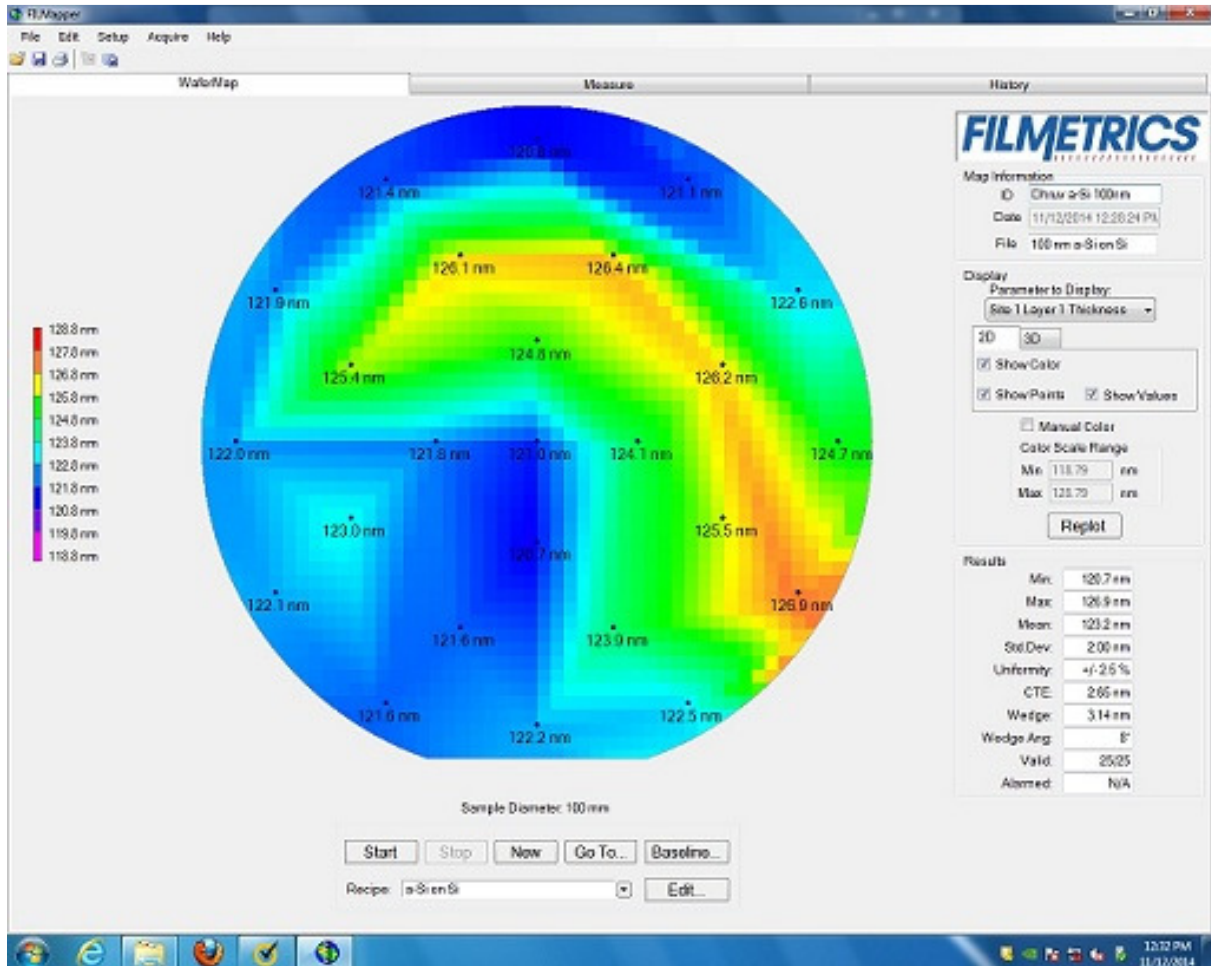 FILMapper
File Edit Setup Acquire Help
WaferMap Measure History
FILMETRICS
Map Information
ID Chruv a-Si 100nm
Date 11/12/2014 12:28:24 PM
File 100 nm a-Si on Si
Display
Parameter to Display:
Site 1 Layer 1 Thickness
2D 3D
Show Color
Show Points Show Values
Manual Color
Color Scale Range
Min 118.79 nm
Max 128.79 nm
Replot
Results
Min: 120.7 nm
Max: 126.9 nm
Mean: 123.2 nm
Std.Dev: 2.00 nm
Uniformity: +/- 2.5 %
CTE: 2.65 nm
Wedge: 3.14 nm
Wedge Ang: 8°
Valid: 25/25
Alarmed: N/A
128.8 nm
127.8 nm
126.8 nm
125.8 nm
124.8 nm
123.8 nm
122.8 nm
121.8 nm
120.8 nm
119.8 nm
118.8 nm
120.8 nm
121.4 nm 121.1 nm
126.1 nm 126.4 nm
121.9 nm 122.6 nm
124.8 nm
125.4 nm 126.2 nm
122.0 nm 121.8 nm 121.0 nm 124.1 nm 124.7 nm
123.0 nm 125.5 nm
120.7 nm
122.1 nm 126.9 nm
121.6 nm 123.9 nm
121.6 nm 122.5 nm
122.2 nm
Sample Diameter: 100 mm
Start Stop New Go To... Baseline...
Recipe: a-Si on Si Edit...
12:32 PM
11/12/2014